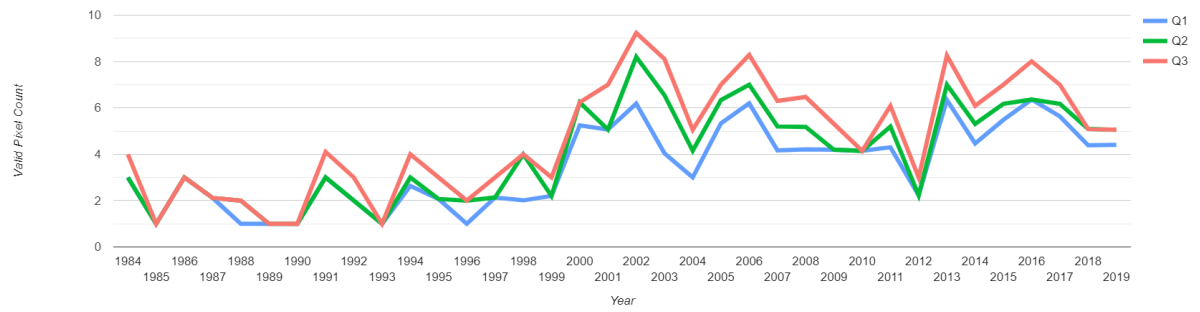 10
8
6
4
2
0
Valid Pixel Count
1984 1986 1988 1990 1992 1994 1996 1998 2000 2002 2004 2006 2008 2010 2012 2014 2016 2018
1985 1987 1989 1991 1993 1995 1997 1999 2001 2003 2005 2007 2009 2011 2013 2015 2017 2019
Year
Q1
Q2
Q3